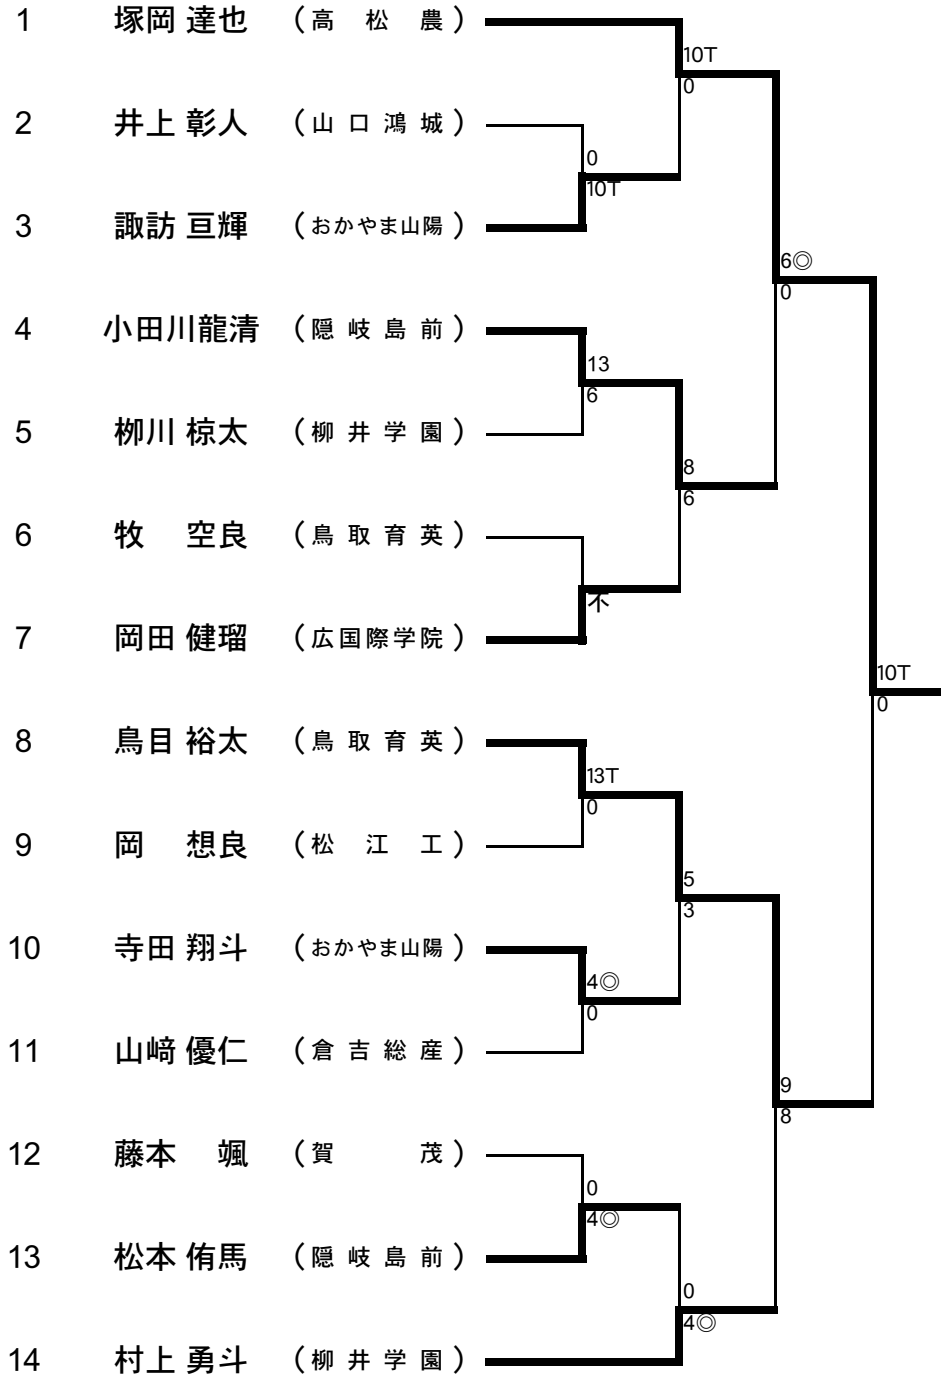 1 塚岡 達也 （高 松 農）
10T
0
2 井上 彰人 （山口鴻城）
0
10T
3 諏訪 亘輝 （おかやま山陽）
6◎
0
4 小田川龍清 （隠岐島前）
13
6
5 栁川 椋太 （柳井学園）
8
6
6 牧 空良 （鳥取育英）
不
7 岡田 健瑠 （広国際学院）
10T
0
8 鳥目 裕太 （鳥取育英）
13T
0
9 岡 想良 （松 江 工）
5
3
10 寺田 翔斗 （おかやま山陽）
4◎
0
11 山﨑 優仁 （倉吉総産）
9
8
12 藤本 颯 （賀 茂）
0
4◎
13 松本 侑馬 （隠岐島前）
0
4◎
14 村上 勇斗 （柳井学園）